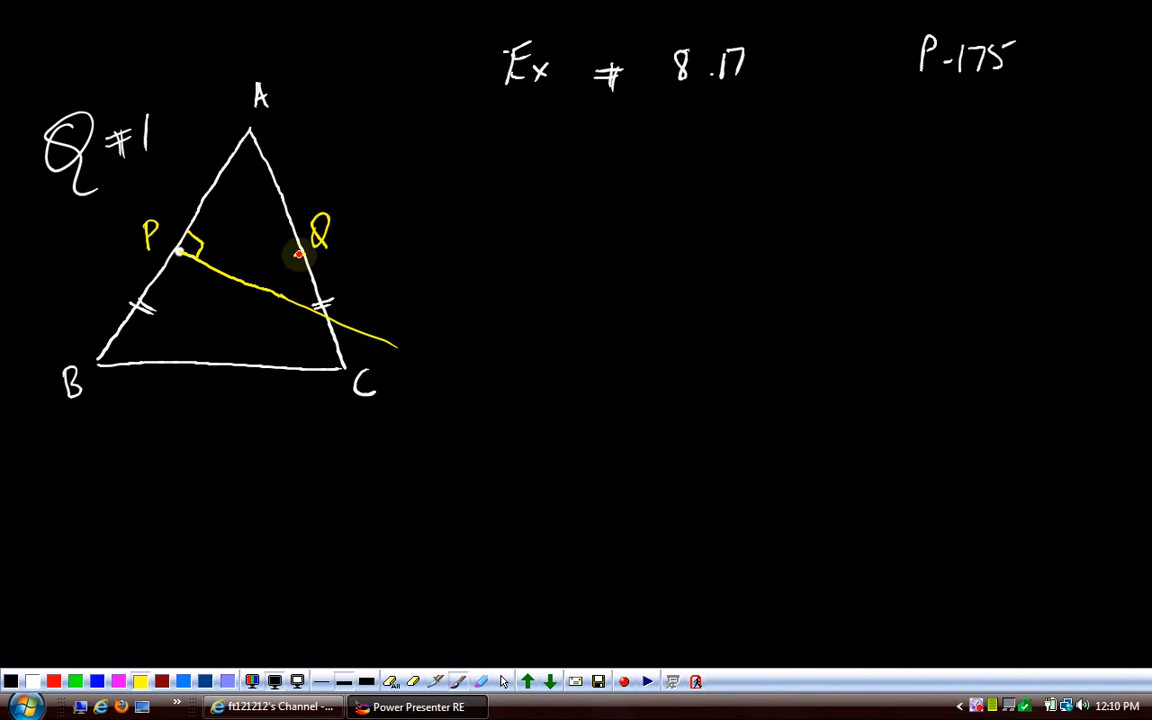 Ex # 8.17
P-175
Q #1
A
P
Q
B
C
ft121212's Channel -...
Power Presenter RE
12:10 PM